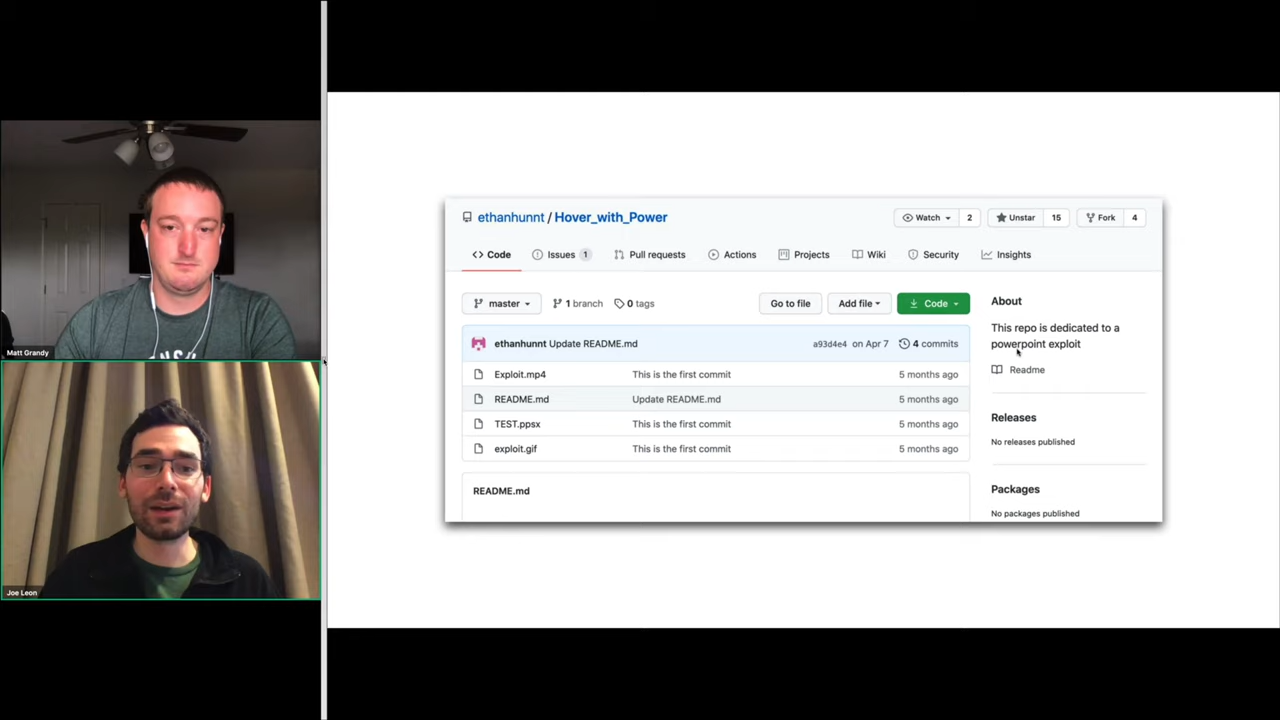 Matt Grandy
Joe Leon
ethanhunnt / Hover_with_Power
Watch 2
Unstar 15
Fork 4
Code
Issues 1
Pull requests
Actions
Projects
Wiki
Security
Insights
master
1 branch
0 tags
Go to file
Add file
Code
ethanhunnt Update README.md a93d4e4 on Apr 7 4 commits
Exploit.mp4 This is the first commit 5 months ago
README.md Update README.md 5 months ago
TEST.ppsx This is the first commit 5 months ago
exploit.gif This is the first commit 5 months ago
README.md
About
This repo is dedicated to a
powerpoint exploit
Readme
Releases
No releases published
Packages
No packages published